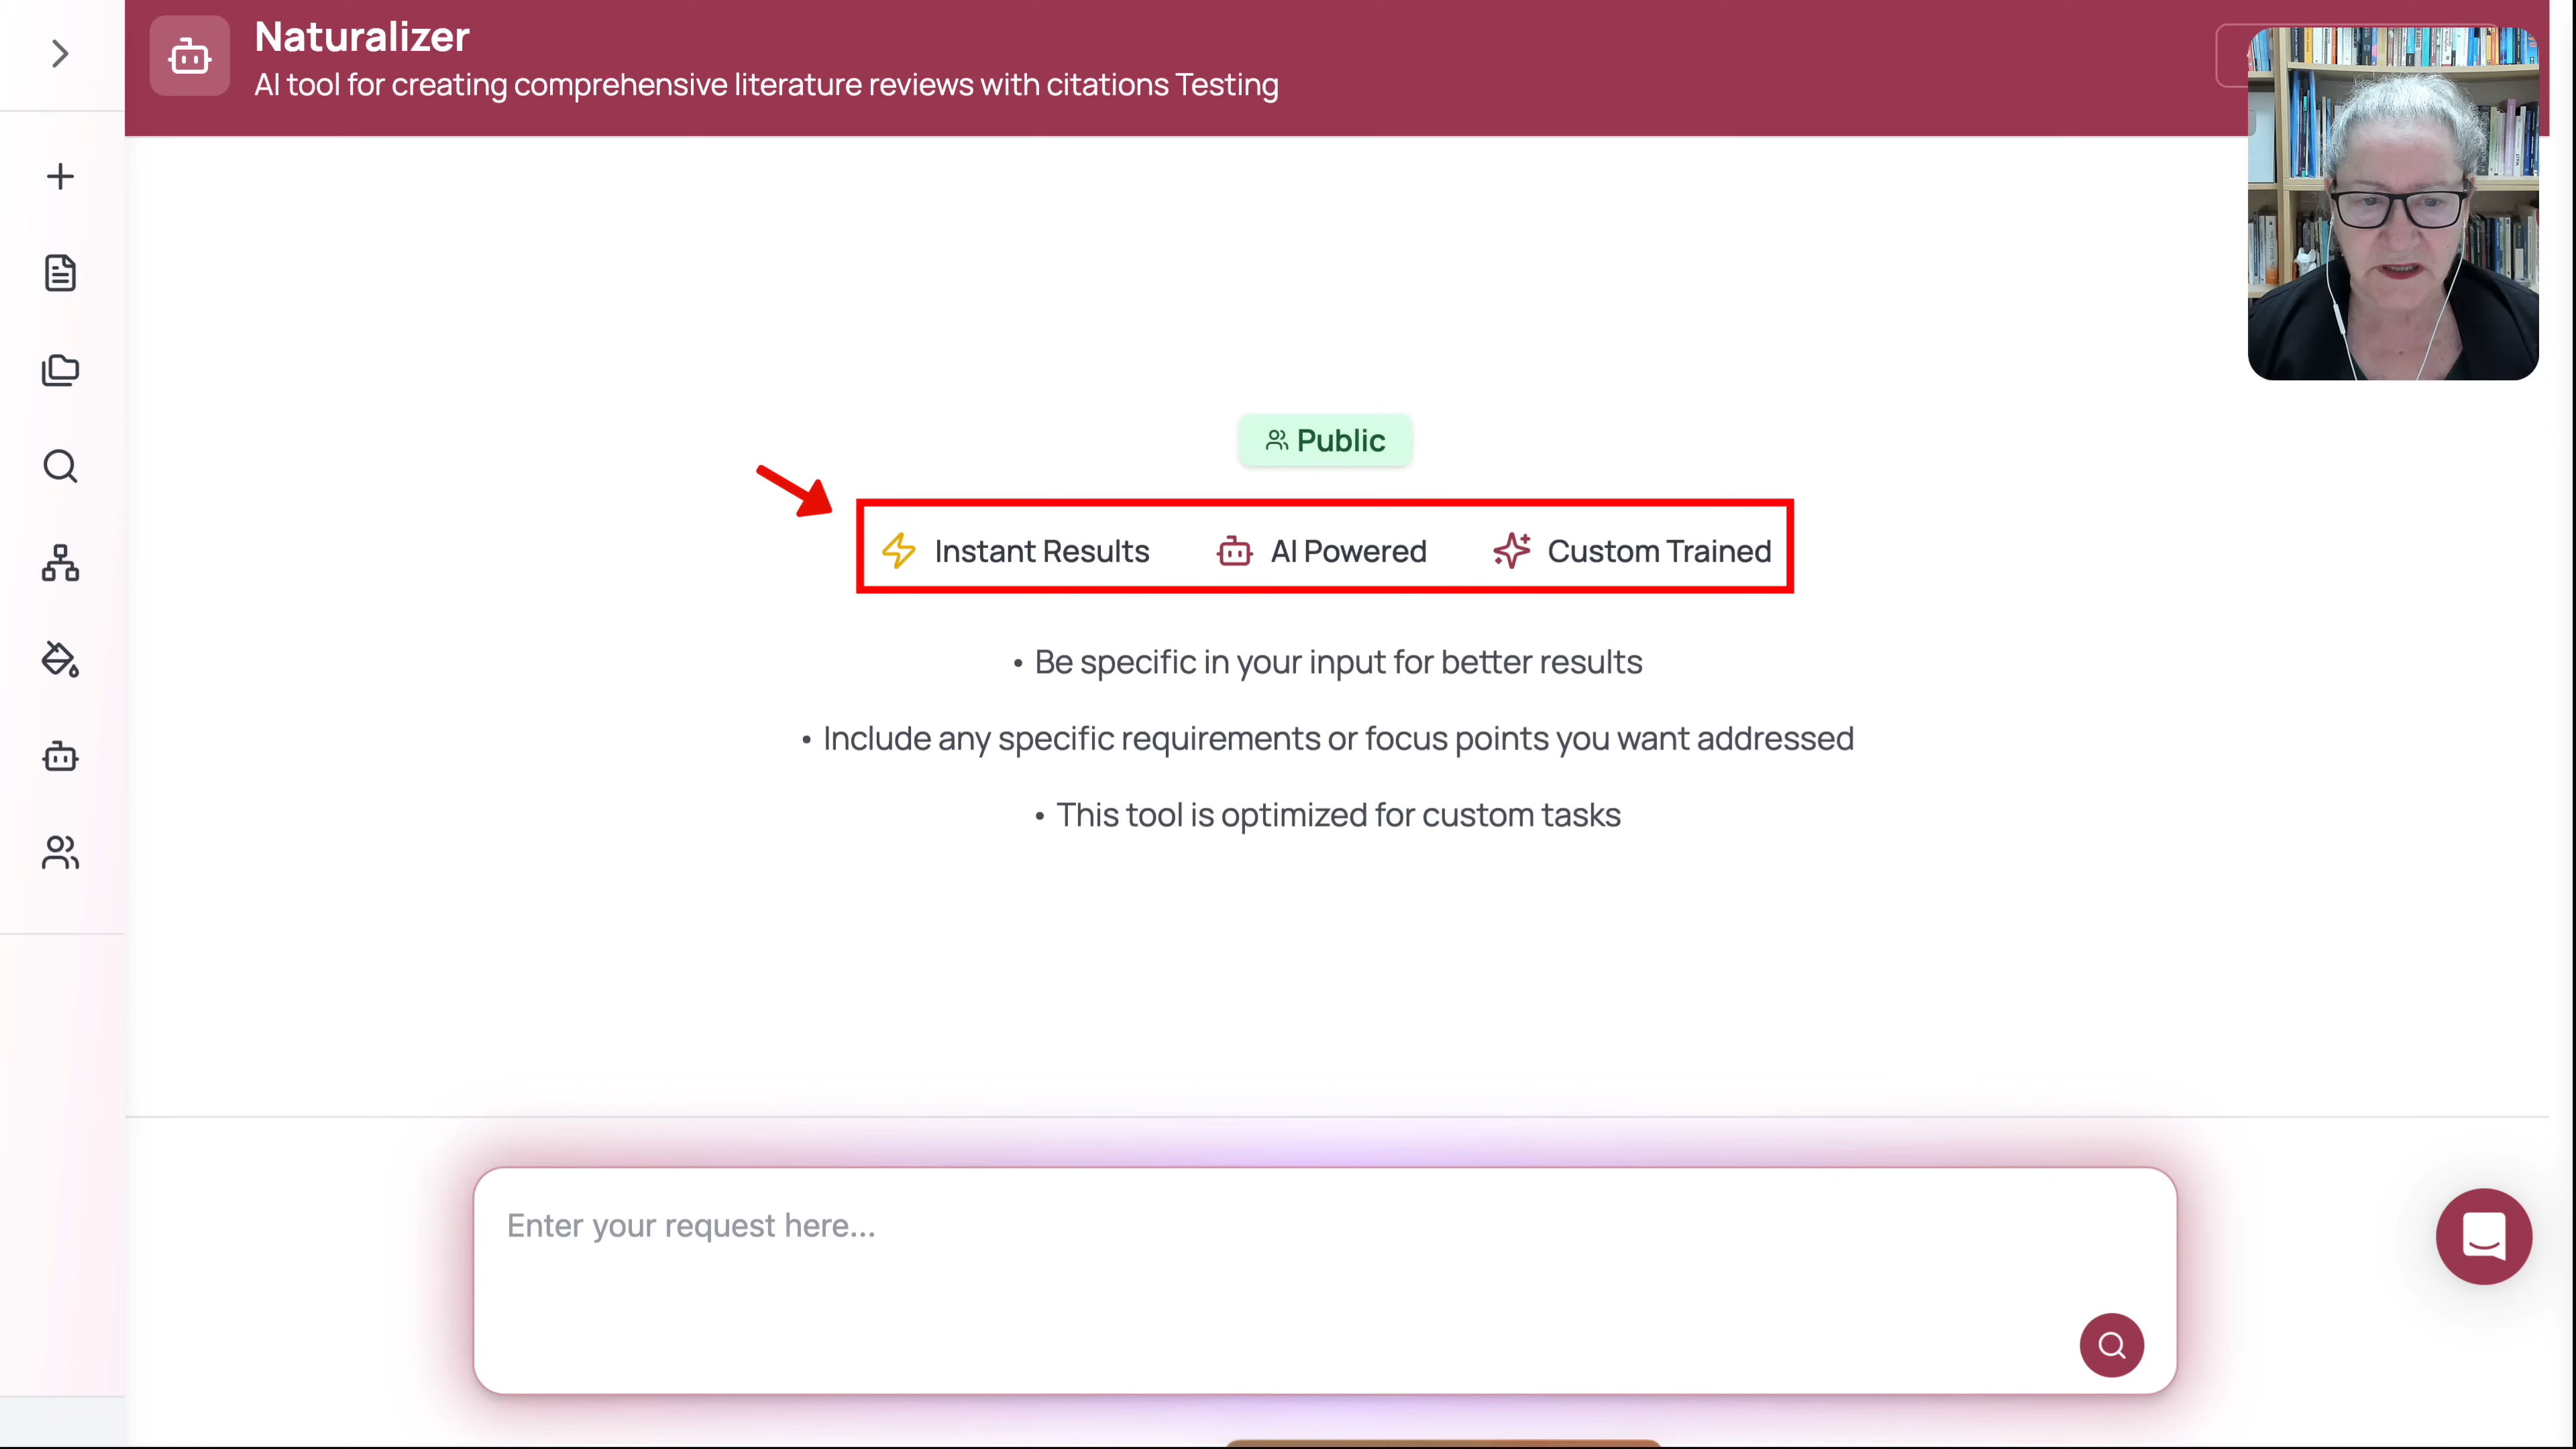 Naturalizer
AI tool for creating comprehensive literature reviews with citations Testing
Public
Instant Results AI Powered Custom Trained
• Be specific in your input for better results
• Include any specific requirements or focus points you want addressed
• This tool is optimized for custom tasks
Enter your request here...